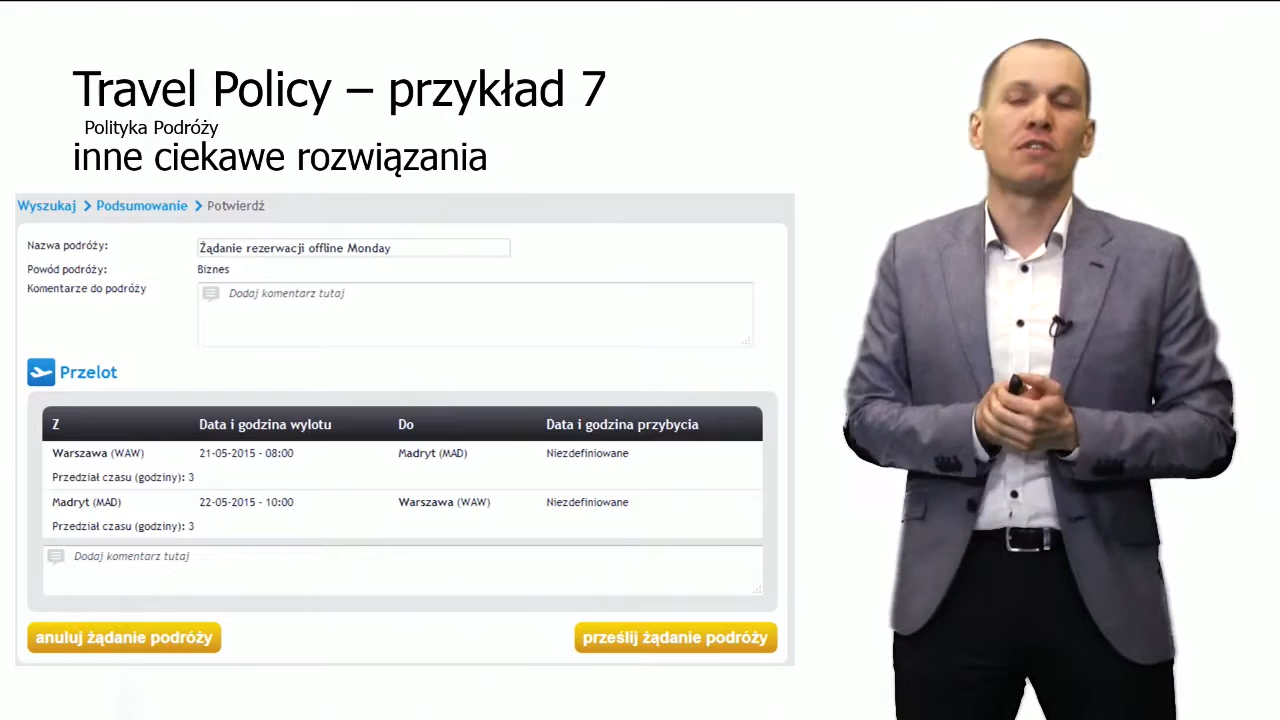 Travel Policy – przykład 7
Polityka Podróży
inne ciekawe rozwiązania
Wyszukaj > Podsumowanie > Potwierdź
Nazwa podróży: Żądanie rezerwacji offline Monday
Powód podróży: Biznes
Komentarze do podróży Dodaj komentarz tutaj
Przelot
Z Data i godzina wylotu Do Data i godzina przybycia
Warszawa (WAW) 21-05-2015 - 08:00 Madryt (MAD) Niezdefiniowane
Przedział czasu (godziny): 3
Madryt (MAD) 22-05-2015 - 10:00 Warszawa (WAW) Niezdefiniowane
Przedział czasu (godziny): 3
Dodaj komentarz tutaj
anuluj żądanie podróży prześlij żądanie podróży